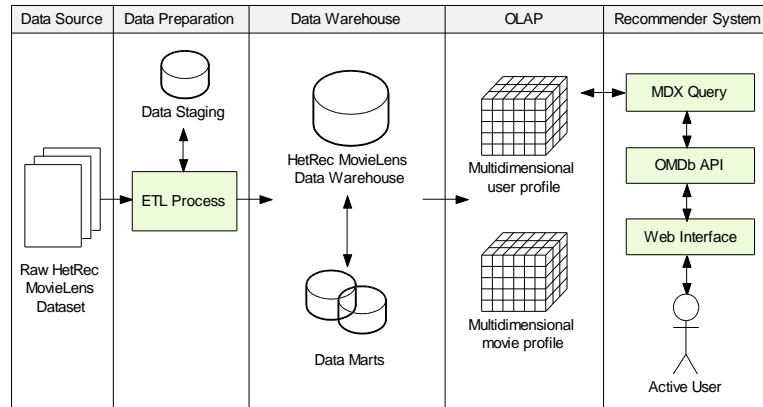 Data Source
Data Preparation
Data Warehouse
OLAP
Recommender System
Data Staging
ETL Process
Raw HetRec
MovieLens
Dataset
HetRec MovieLens
Data Warehouse
Data Marts
Multidimensional
user profile
Multidimensional
movie profile
MDX Query
OMDb API
Web Interface
Active User